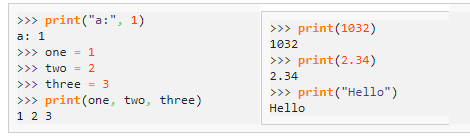 >>> print("a:", 1)
a: 1
>>> one = 1
>>> two = 2
>>> three = 3
>>> print(one, two, three)
1 2 3
>>> print(1032)
1032
>>> print(2.34)
2.34
>>> print("Hello")
Hello